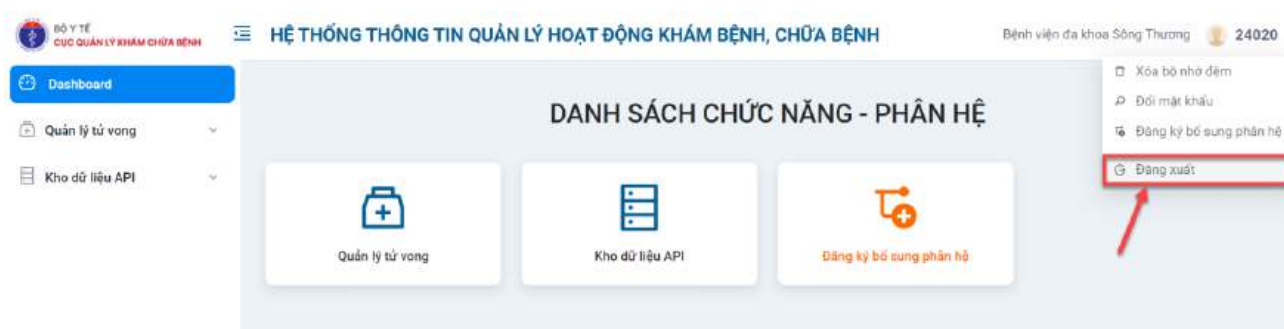 BỘ Y TẾ
CỤC QUẢN LÝ KHÁM CHỮA BỆNH
HỆ THỐNG THÔNG TIN QUẢN LÝ HOẠT ĐỘNG KHÁM BỆNH, CHỮA BỆNH
Bệnh viện đa khoa Sông Thương
24020
Dashboard
Quản lý tử vong
Kho dữ liệu API
Xóa bộ nhớ đệm
Đổi mật khẩu
Đăng ký bổ sung phân hệ
Đăng xuất
DANH SÁCH CHỨC NĂNG - PHÂN HỆ
Quản lý tử vong
Kho dữ liệu API
Đăng ký bổ sung phân hệ